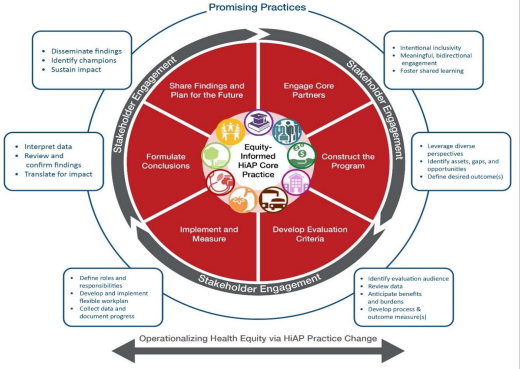 Promising Practices
• Disseminate findings
• Identify champions
• Sustain impact
• Intentional inclusivity
• Meaningful, bidirectional
engagement
• Foster shared learning
Stakeholder Engagement
Stakeholder Engagement
Share Findings and
Plan for the Future
Engage Core
Partners
• Interpret data
• Review and
confirm findings
• Translate for impact
Formulate
Conclusions
Equity-
Informed
HiAP Core
Practice
Construct the
Program
• Leverage diverse
perspectives
• Identify assets, gaps, and
opportunities
• Define desired outcome(s)
Implement and
Measure
Develop Evaluation
Criteria
Stakeholder Engagement
• Define roles and
responsibilities
• Develop and implement
flexible workplan
• Collect data and
document progress
• Identify evaluation audience
• Review data
• Anticipate benefits
and burdens
• Develop process &
outcome measure(s)
Operationalizing Health Equity via HiAP Practice Change